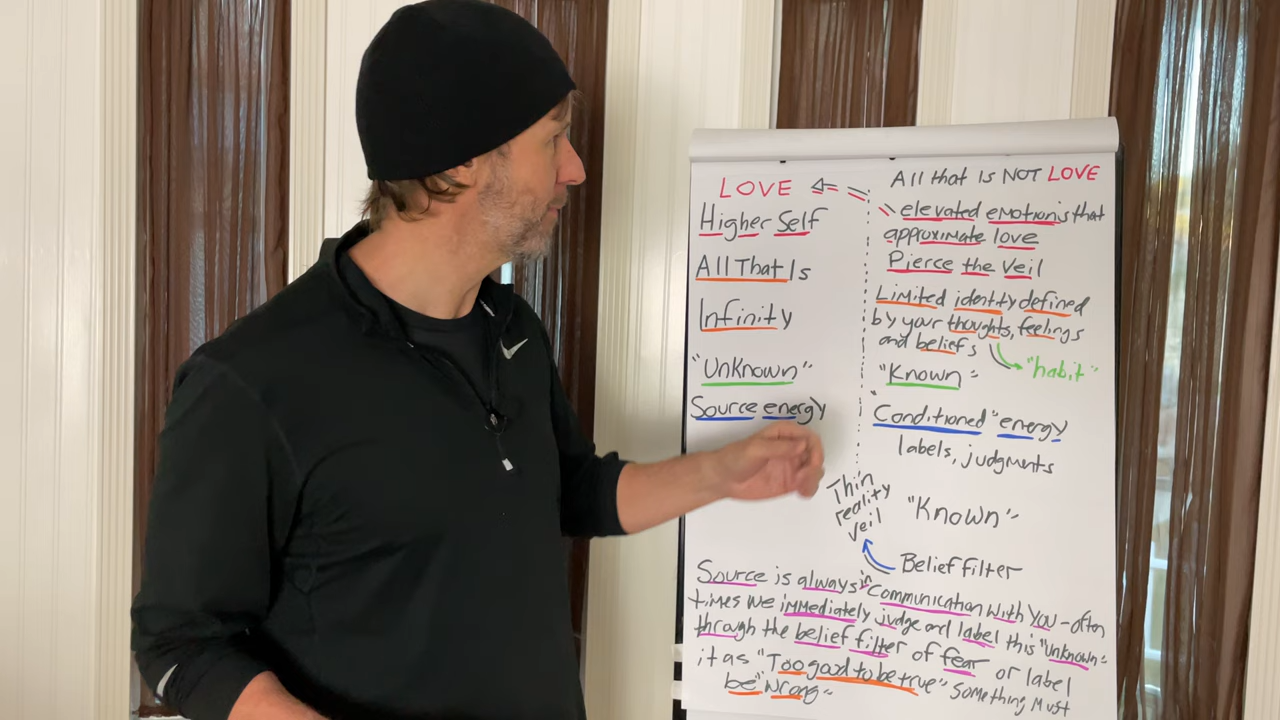 LOVE
Higher Self
All That Is
Infinity
"Unknown"
Source energy
All that is NOT LOVE
elevated emotions that
approximate love
Pierce the Veil
Limited identity defined
by your thoughts, feelings
and beliefs
"habit"
"Known"
"Conditioned" energy
labels, judgments
Thin
reality
veil
"Known"
Belief filter
Source is always in Communication with You - often
times we immediately judge and label this "unknown"
through the belief filter of fear or label
it as "Too good to be true" Something Must
be "wrong"